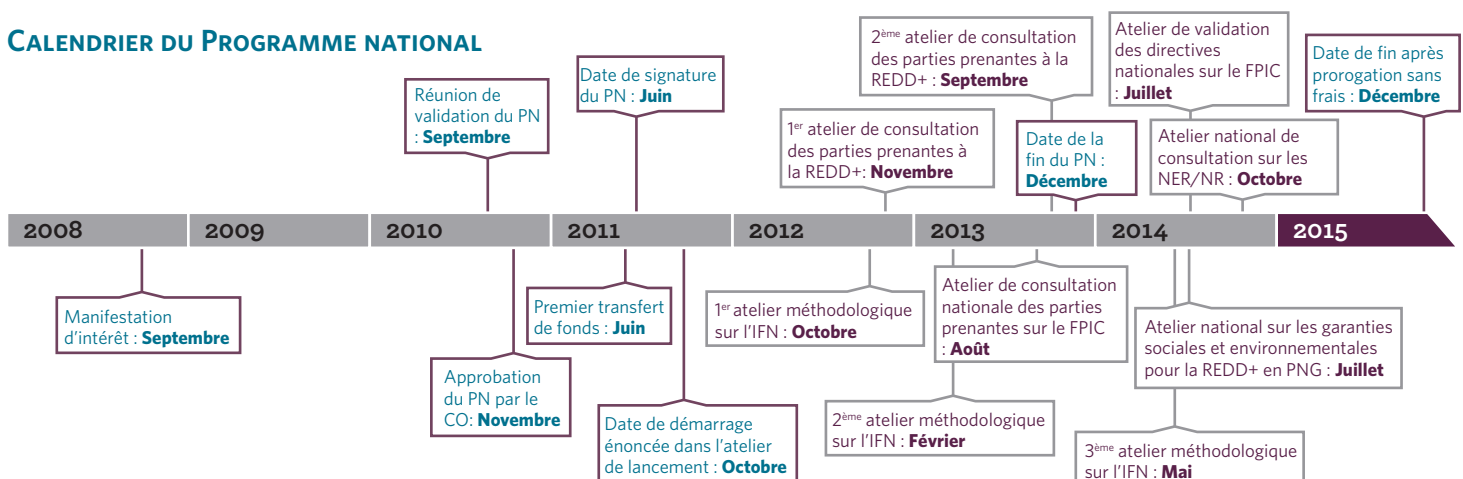 CALENDRIER DU PROGRAMME NATIONAL
Réunion de
validation du PN
: Septembre
Date de signature
du PN : Juin
1er atelier de consultation
des parties prenantes à
la REDD+: Novembre
2ème atelier de consultation
des parties prenantes à la
REDD+ : Septembre
Date de la
fin du PN :
Décembre
Atelier de validation
des directives
nationales sur le FPIC
: Juillet
Atelier national de
consultation sur les
NER/NR : Octobre
Date de fin après
prorogation sans
frais : Décembre
2008
2009
2010
2011
2012
2013
2014
2015
Manifestation
d'intérêt : Septembre
Approbation
du PN par le
CO: Novembre
Premier transfert
de fonds : Juin
Date de démarrage
énoncée dans l'atelier
de lancement : Octobre
1er atelier méthodologique
sur l'IFN : Octobre
2ème atelier méthodologique
sur l'IFN : Février
Atelier de consultation
nationale des parties
prenantes sur le FPIC
: Août
3ème atelier méthodologique
sur l'IFN : Mai
Atelier national sur les garanties
sociales et environnementales
pour la REDD+ en PNG : Juillet